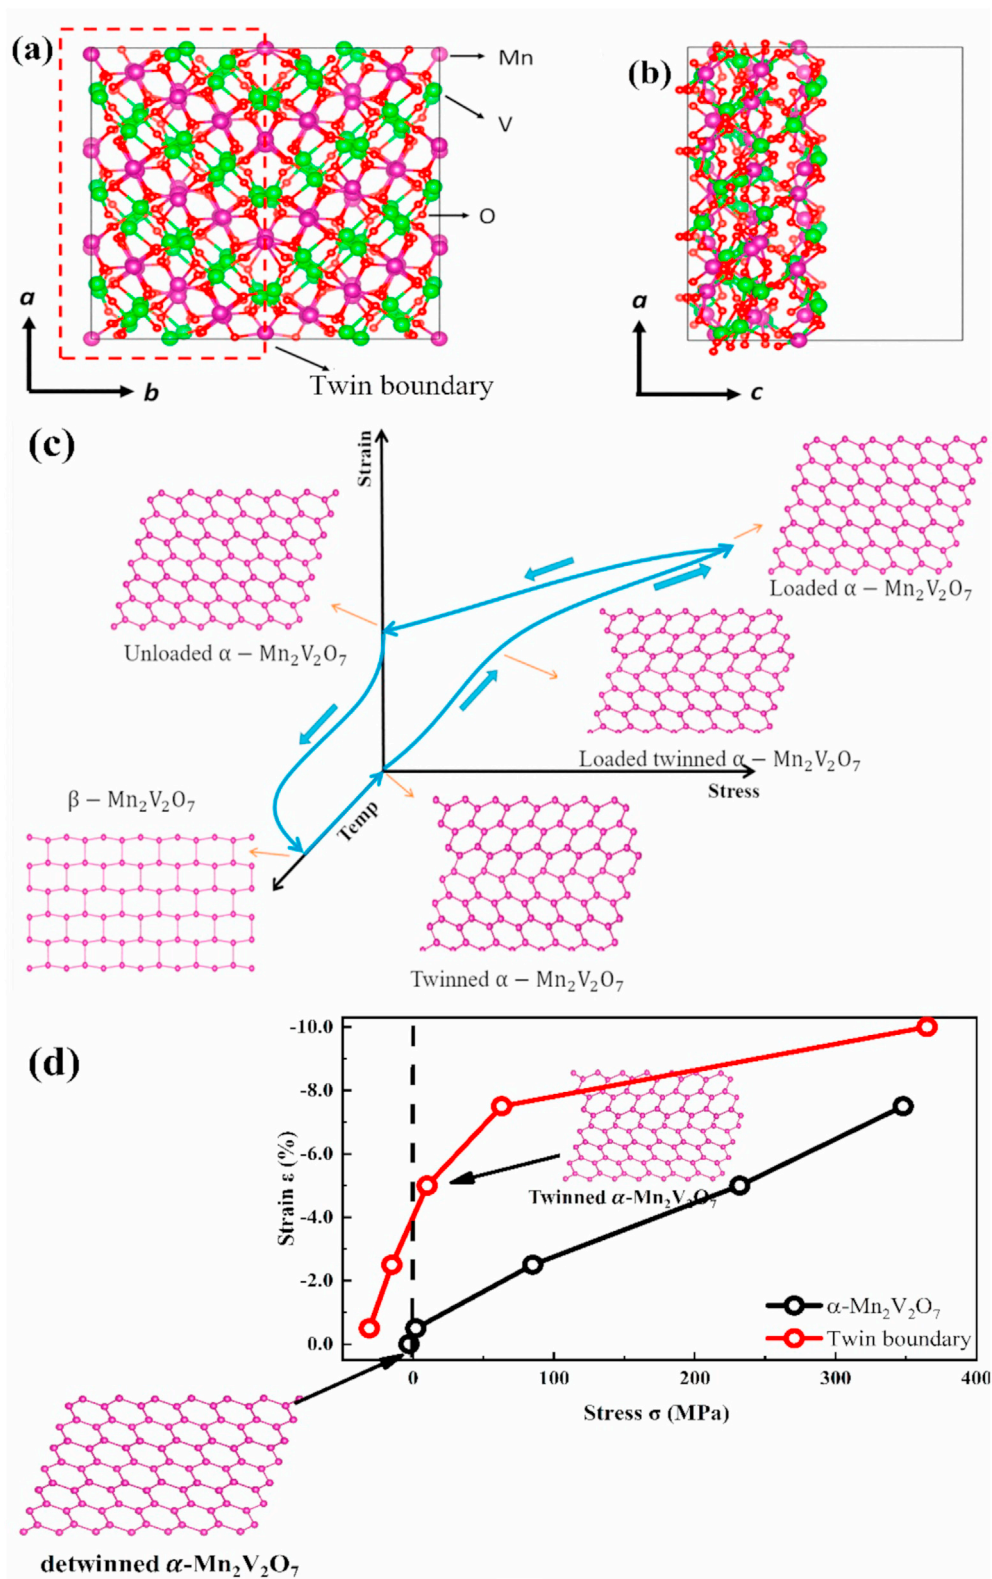 (a)
Mn
V
O
a
b
Twin boundary
(b)
a
c
(c)
Strain
Loaded α – Mn₂V₂O₇
Unloaded α – Mn₂V₂O₇
Loaded twinned α – Mn₂V₂O₇
Stress
Temp
β – Mn₂V₂O₇
Twinned α – Mn₂V₂O₇
(d)
Strain ε (%)
-10.0
-8.0
-6.0
-4.0
-2.0
0.0
Twinned α-Mn₂V₂O₇
α-Mn₂V₂O₇
Twin boundary
0
100
200
300
400
Stress σ (MPa)
detwinned α-Mn₂V₂O₇